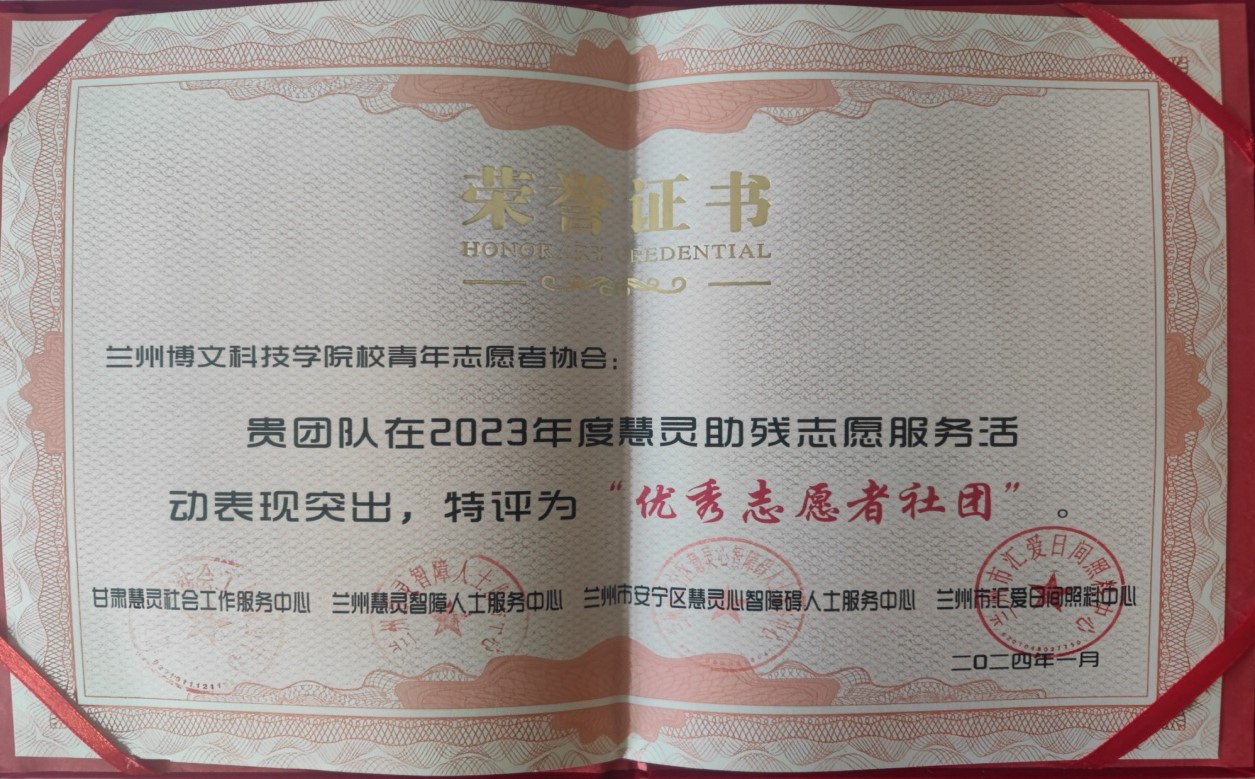 荣誉证书
HONORARY CREDENTIAL
兰州博文科技学院校青年志愿者协会：
贵团队在2023年度慧灵助残志愿服务活
动表现突出，特评为“优秀志愿者社团”。
甘肃慧灵社会工作服务中心 兰州慧灵智障人士服务中心 兰州市安宁区慧灵心智障碍人士服务中心 兰州市汇爱日间照料中心
二〇二四年一月